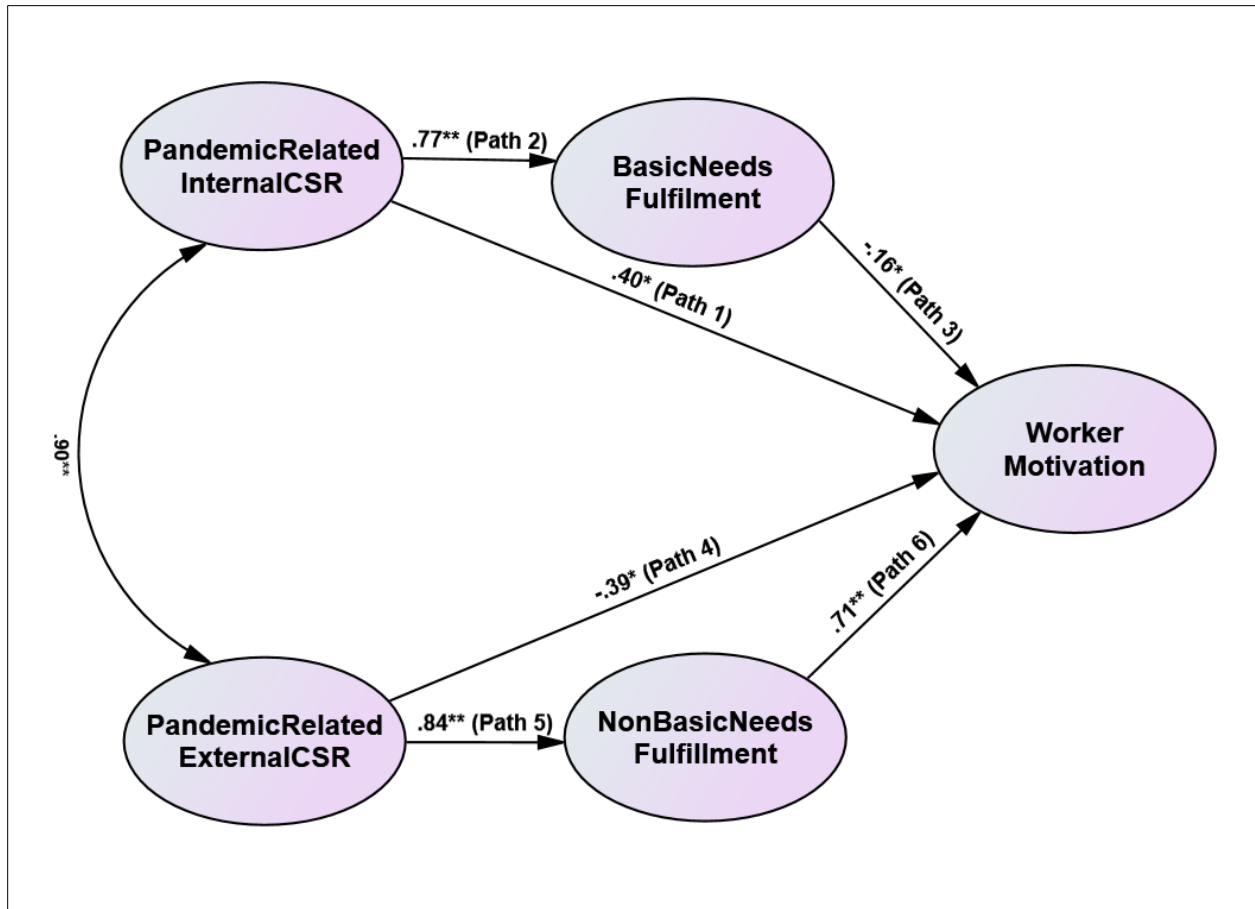 PandemicRelated
InternalCSR
.77** (Path 2)
BasicNeeds
Fulfilment
.40* (Path 1)
-.16* (Path 3)
Worker
Motivation
.90**
-.39* (Path 4)
.71** (Path 6)
PandemicRelated
ExternalCSR
.84** (Path 5)
NonBasicNeeds
Fulfillment